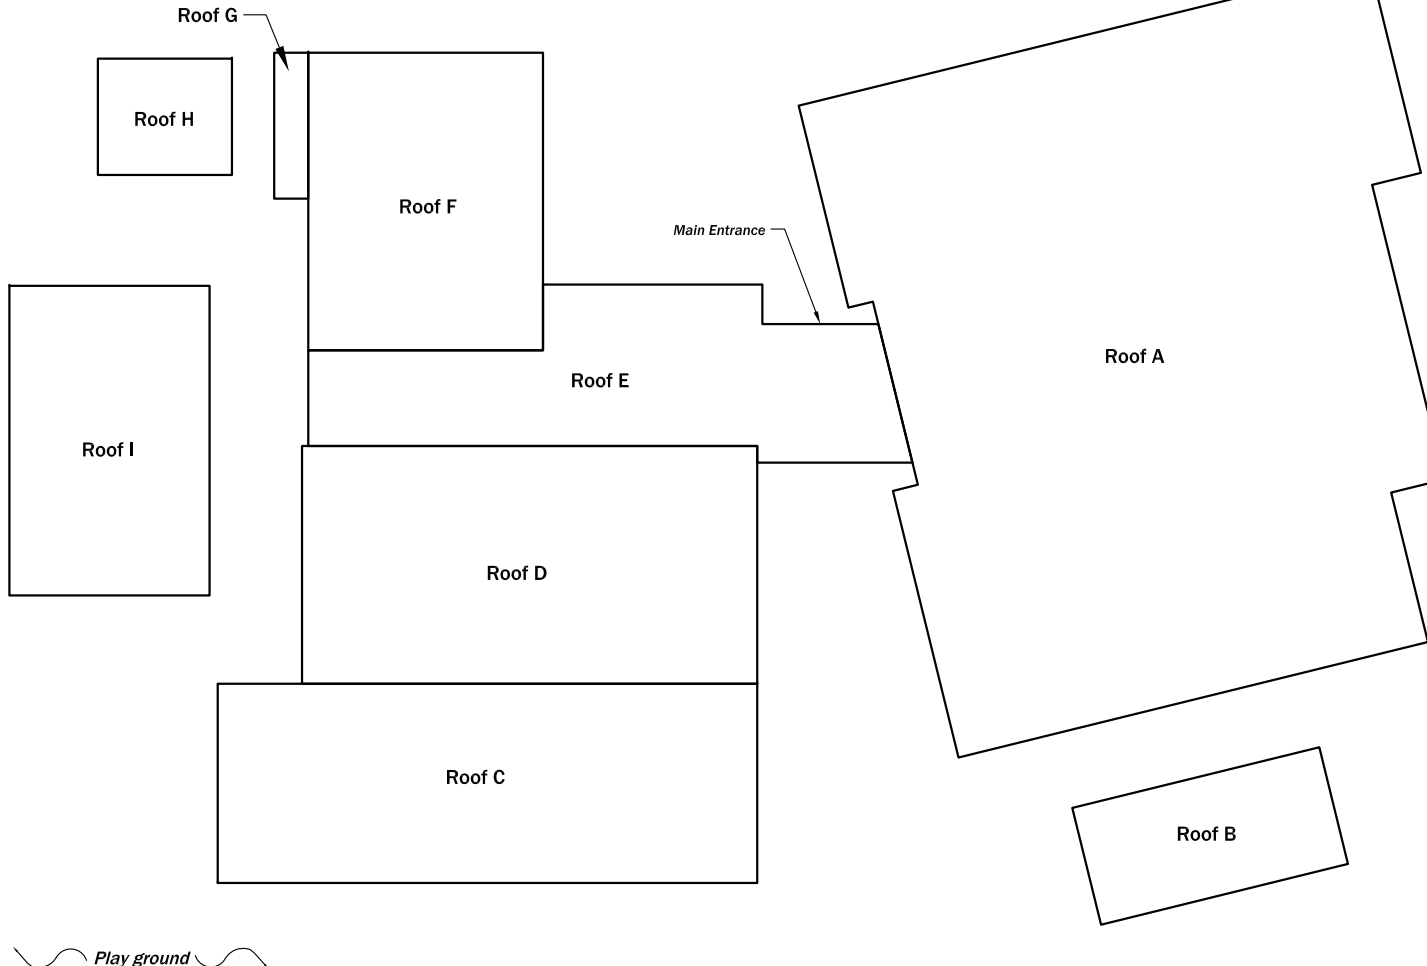 Roof G
Roof H
Roof F
Main Entrance
Roof A
Roof E
Roof I
Roof D
Roof C
Roof B
Play ground